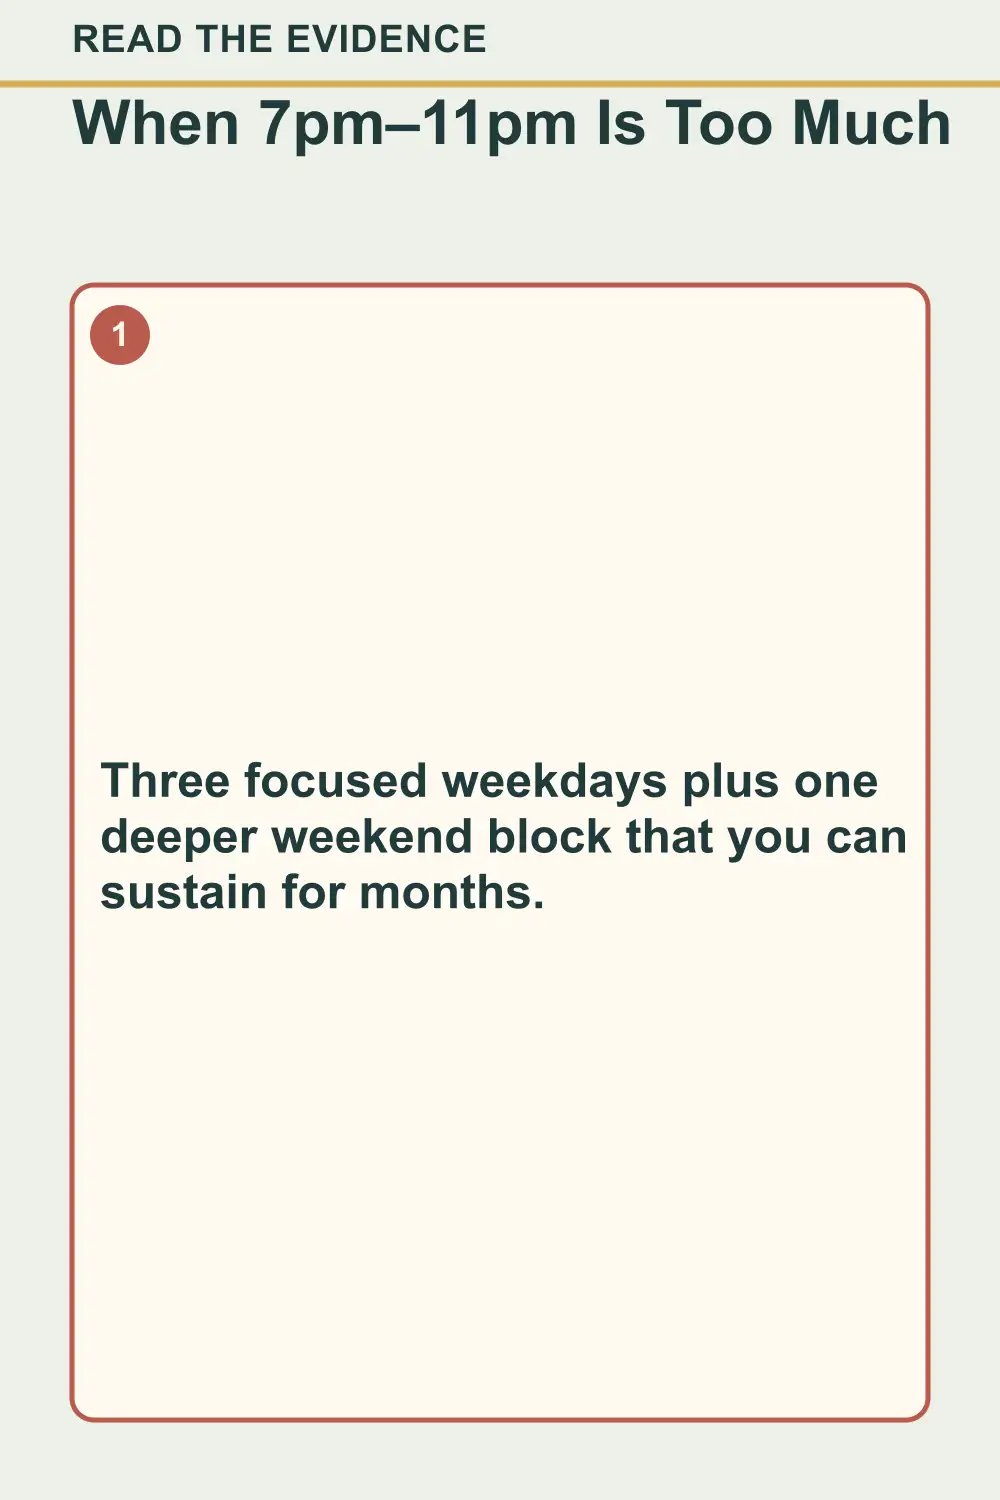 READ THE EVIDENCE
When 7pm–11pm Is Too Much
1
Three focused weekdays plus one
deeper weekend block that you can
sustain for months.